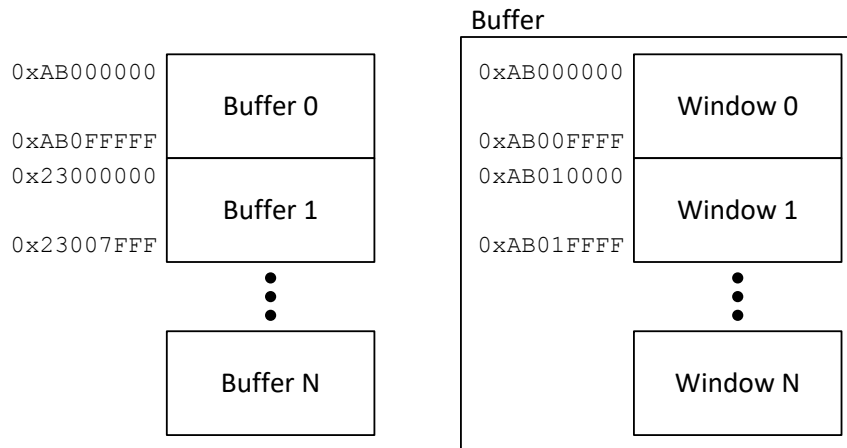 0xAB000000
Buffer 0
0xAB0FFFFF
0x23000000
Buffer 1
0x23007FFF
Buffer N
Buffer
0xAB000000
Window 0
0xAB00FFFF
0xAB010000
Window 1
0xAB01FFFF
Window N